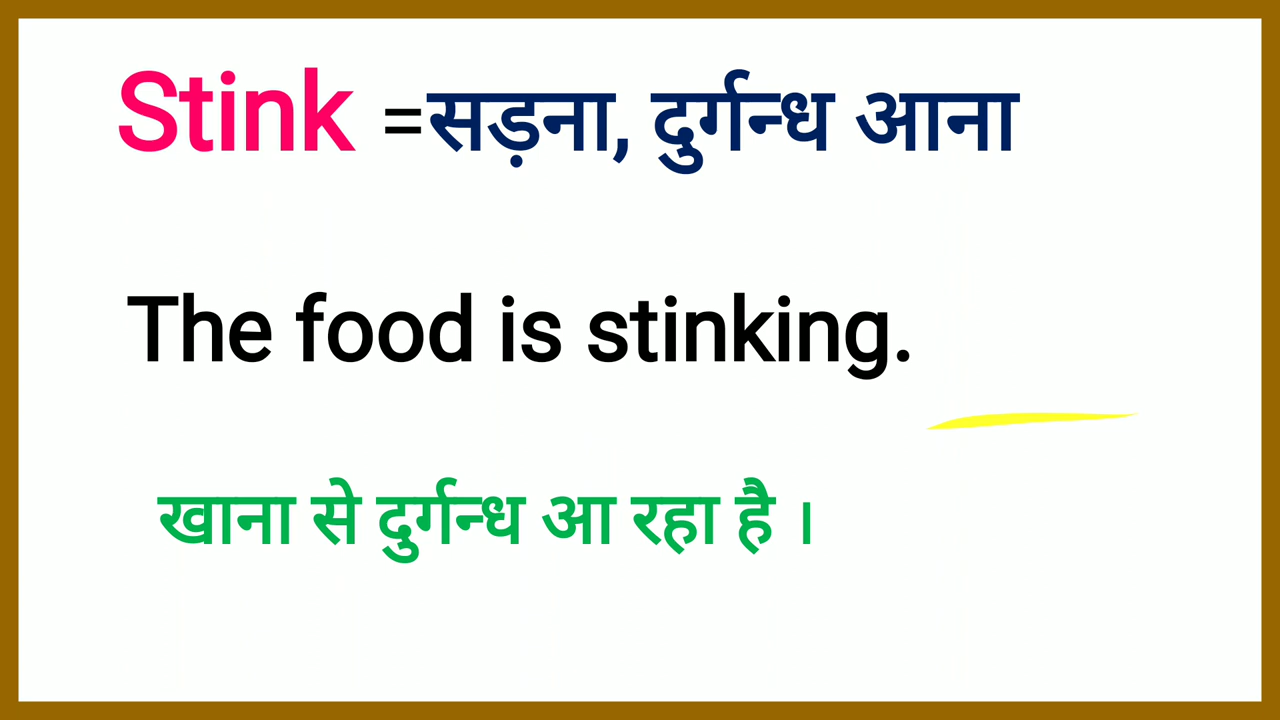 Stink =सड़ना, दुर्गन्ध आना
The food is stinking.
खाना से दुर्गन्ध आ रहा है ।